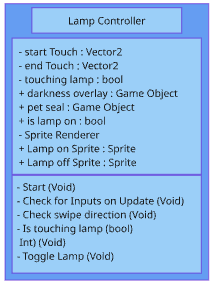 Lamp Controller
- start Touch : Vector2
- end Touch : Vector2
- touching lamp : bool
+ darkness overlay : Game Object
+ pet seal : Game Object
+ is lamp on : bool
- Sprite Renderer
+ Lamp on Sprite : Sprite
+ Lamp off Sprite : Sprite
- Start (Void)
- Check for Inputs on Update (Void)
- Check swipe direction (Void)
- Is touching lamp (bool)
Int) (Void)
- Toggle Lamp (Void)